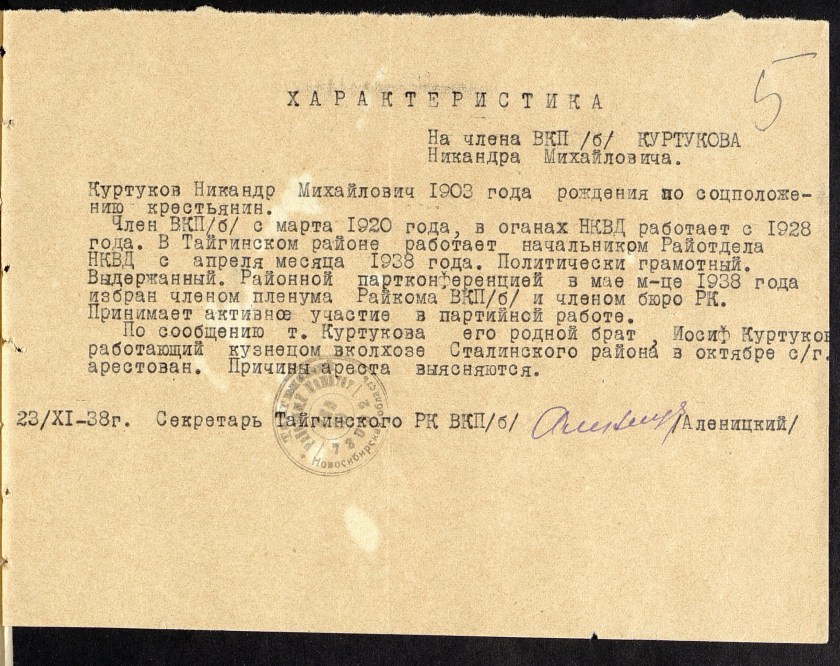 5
ХАРАКТЕРИСТИКА
На члена ВКП /б/ КУРТУКОВА
Никандра Михайловича.
Куртуков Никандр Михайлович 1903 года рождения по соцположе-
нию крестьянин.
Член ВКП/б/ с марта 1920 года, в оганах НКВД работает с 1928
года. В Тайгинском районе работает начальником Райотдела
НКВД с апреля месяца 1938 года. Политически грамотный.
Выдержанный. Районной партконференцией в мае м-це 1938 года
избран членом пленума Райкома ВКП/б/ и членом бюро РК.
Принимает активное участие в партийной работе.
По сообщению т. Куртукова его родной брат, Иосиф Куртуков
работающий кузнецом вколхозе Сталинского района в октябре с/г.
арестован. Причины ареста выясняются.
23/XI-38г. Секретарь Тайгинского РК ВКП/б/ /Аленицкий/